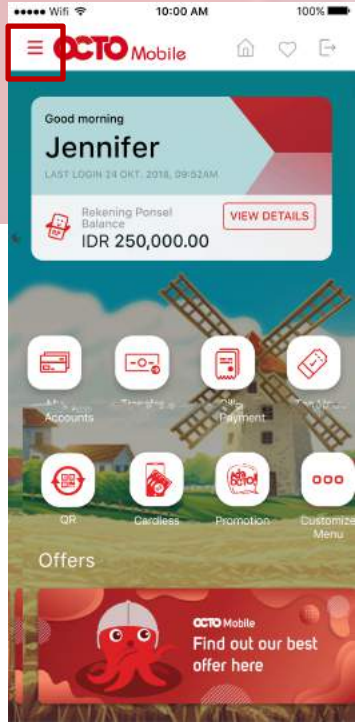 Wifi 10:00 AM 100%
OCTO Mobile
Good morning
Jennifer
LAST LOGIN 24 OKT. 2018, 09:52AM
Rekening Ponsel
Balance
VIEW DETAILS
IDR 250,000.00
Accounts
Payment
QR Cardless Promotion Customize
Menu
Offers
OCTO Mobile
Find out our best
offer here